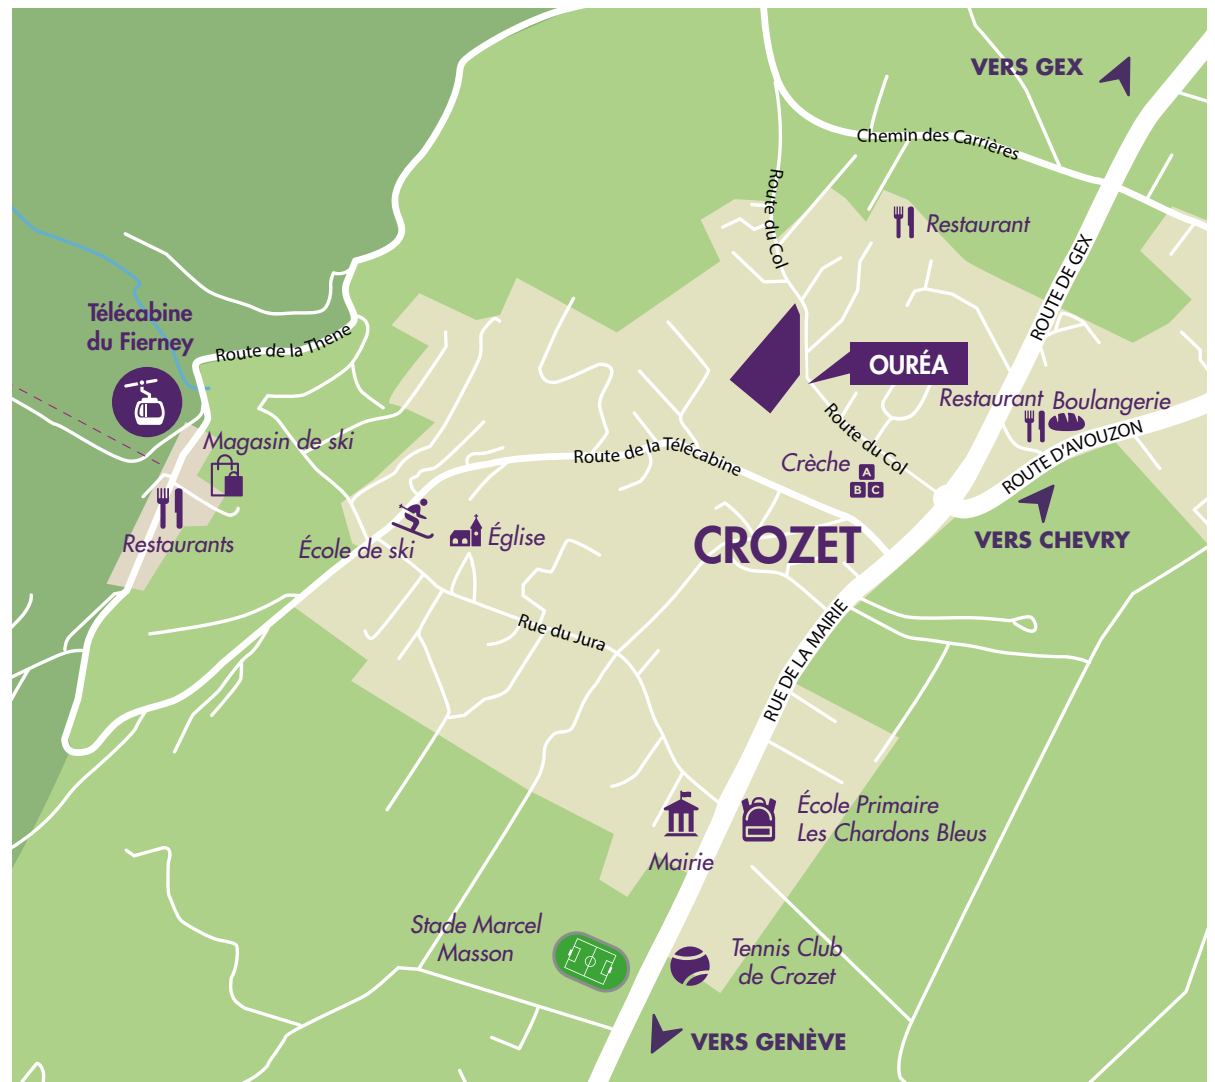 VERS GEX
Chemin des Carrières
Route du Col
Restaurant
ROUTE DE GEX
Télécabine
du Fierney
Route de la Thene
OURÉA
Restaurant
Boulangerie
Route du Col
ROUTE D'AVOUZON
Magasin de ski
Route de la Télécabine
Crèche
A
B C
VERS CHEVRY
Restaurants
École de ski
Église
CROZET
Rue du Jura
RUE DE LA MAIRIE
École Primaire
Les Chardons Bleus
Mairie
Stade Marcel
Masson
Tennis Club
de Crozet
VERS GENÈVE